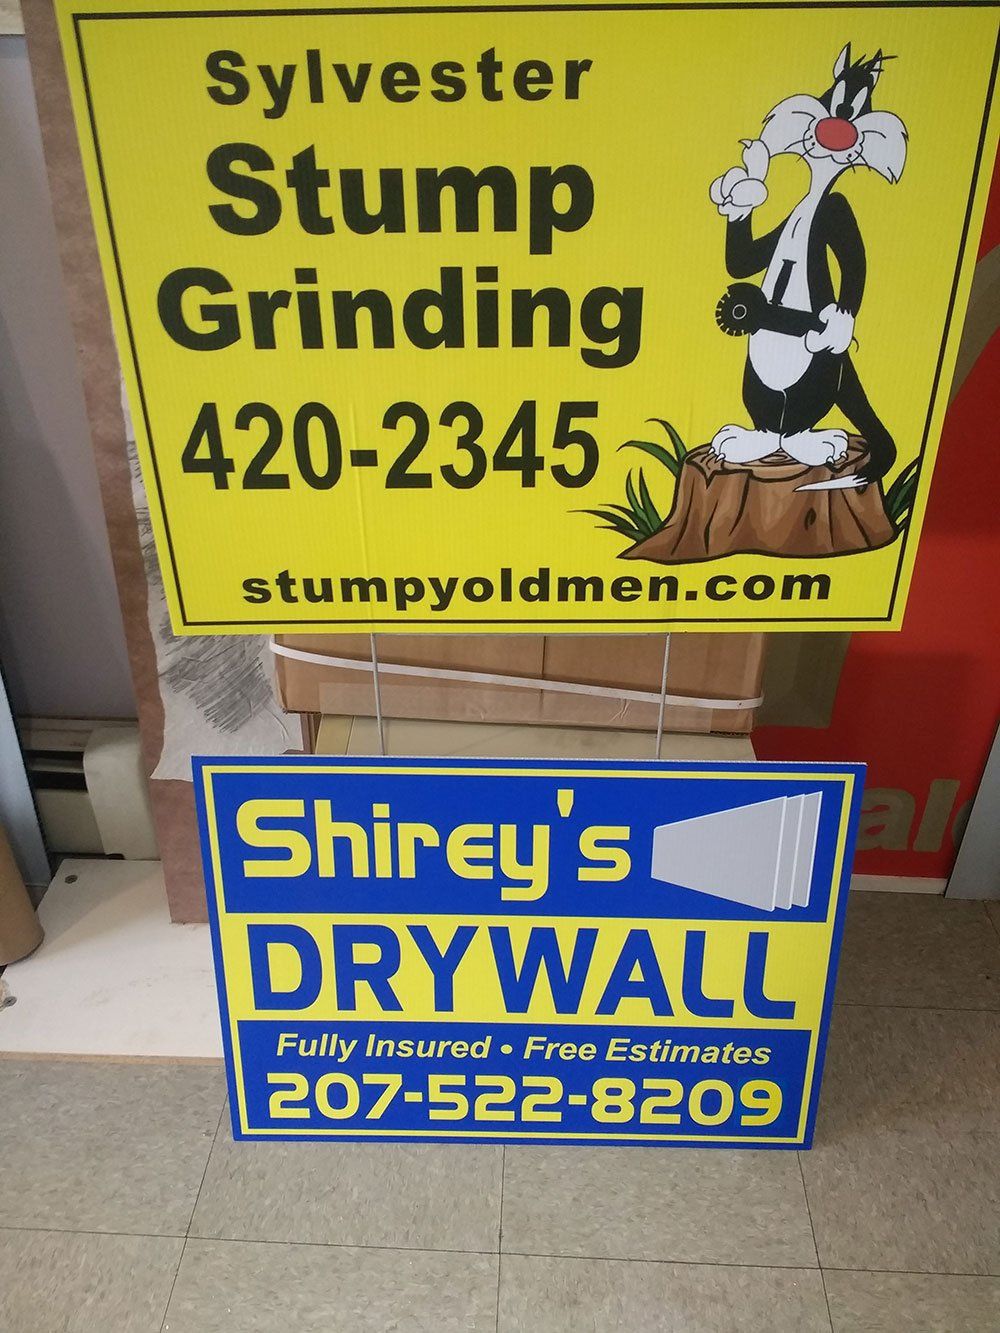 Sylvester
Stump
Grinding
420-2345
stumpyoldmen.com
Shirey's
DRYWALL
Fully Insured • Free Estimates
207-522-8209